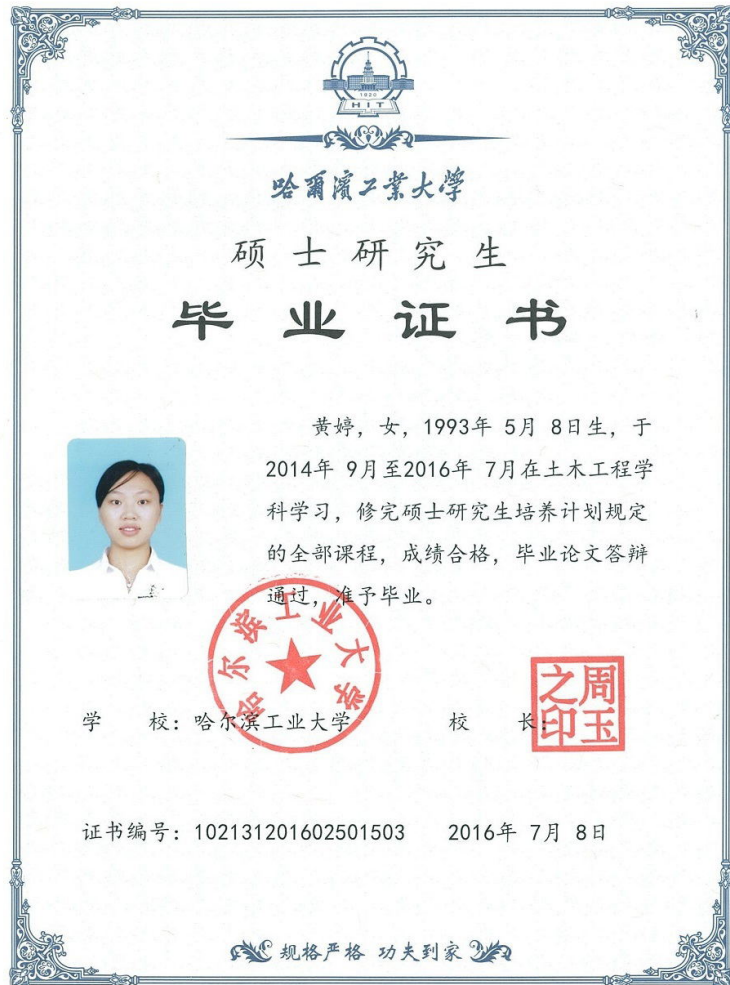 1920
HIT
哈爾濱工業大學
硕士研究生
毕业证书
黄婷，女，1993年 5月 8日生，于
2014年 9月至2016年 7月在土木工程学
科学习，修完硕士研究生培养计划规定
的全部课程，成绩合格，毕业论文答辩
通过，准予毕业。
哈尔滨工业大学
学 校：哈尔滨工业大学 校 长：
周玉之印
证书编号：102131201602501503 2016年 7月 8日
规格严格 功夫到家